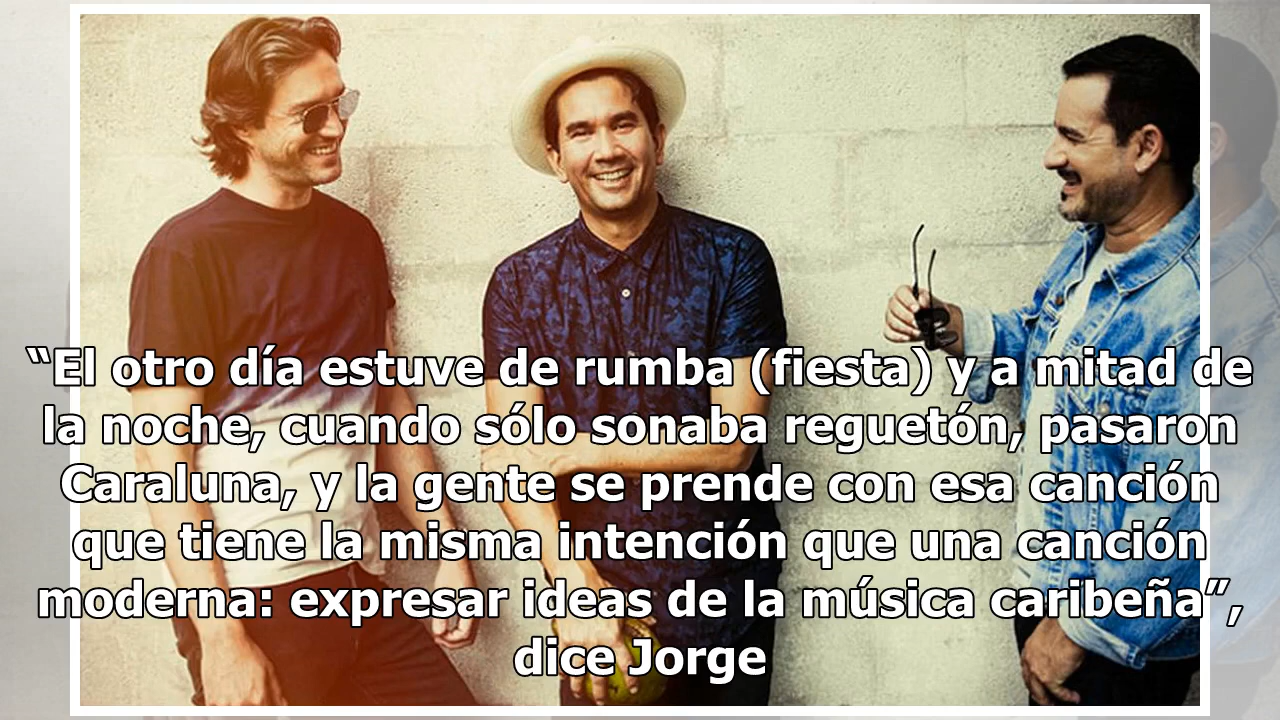 “El otro día estuve de rumba (fiesta) y a mitad de
la noche, cuando sólo sonaba reguetón, pasaron
Caraluna, y la gente se prende con esa canción
que tiene la misma intención que una canción
moderna: expresar ideas de la música caribeña”,
dice Jorge